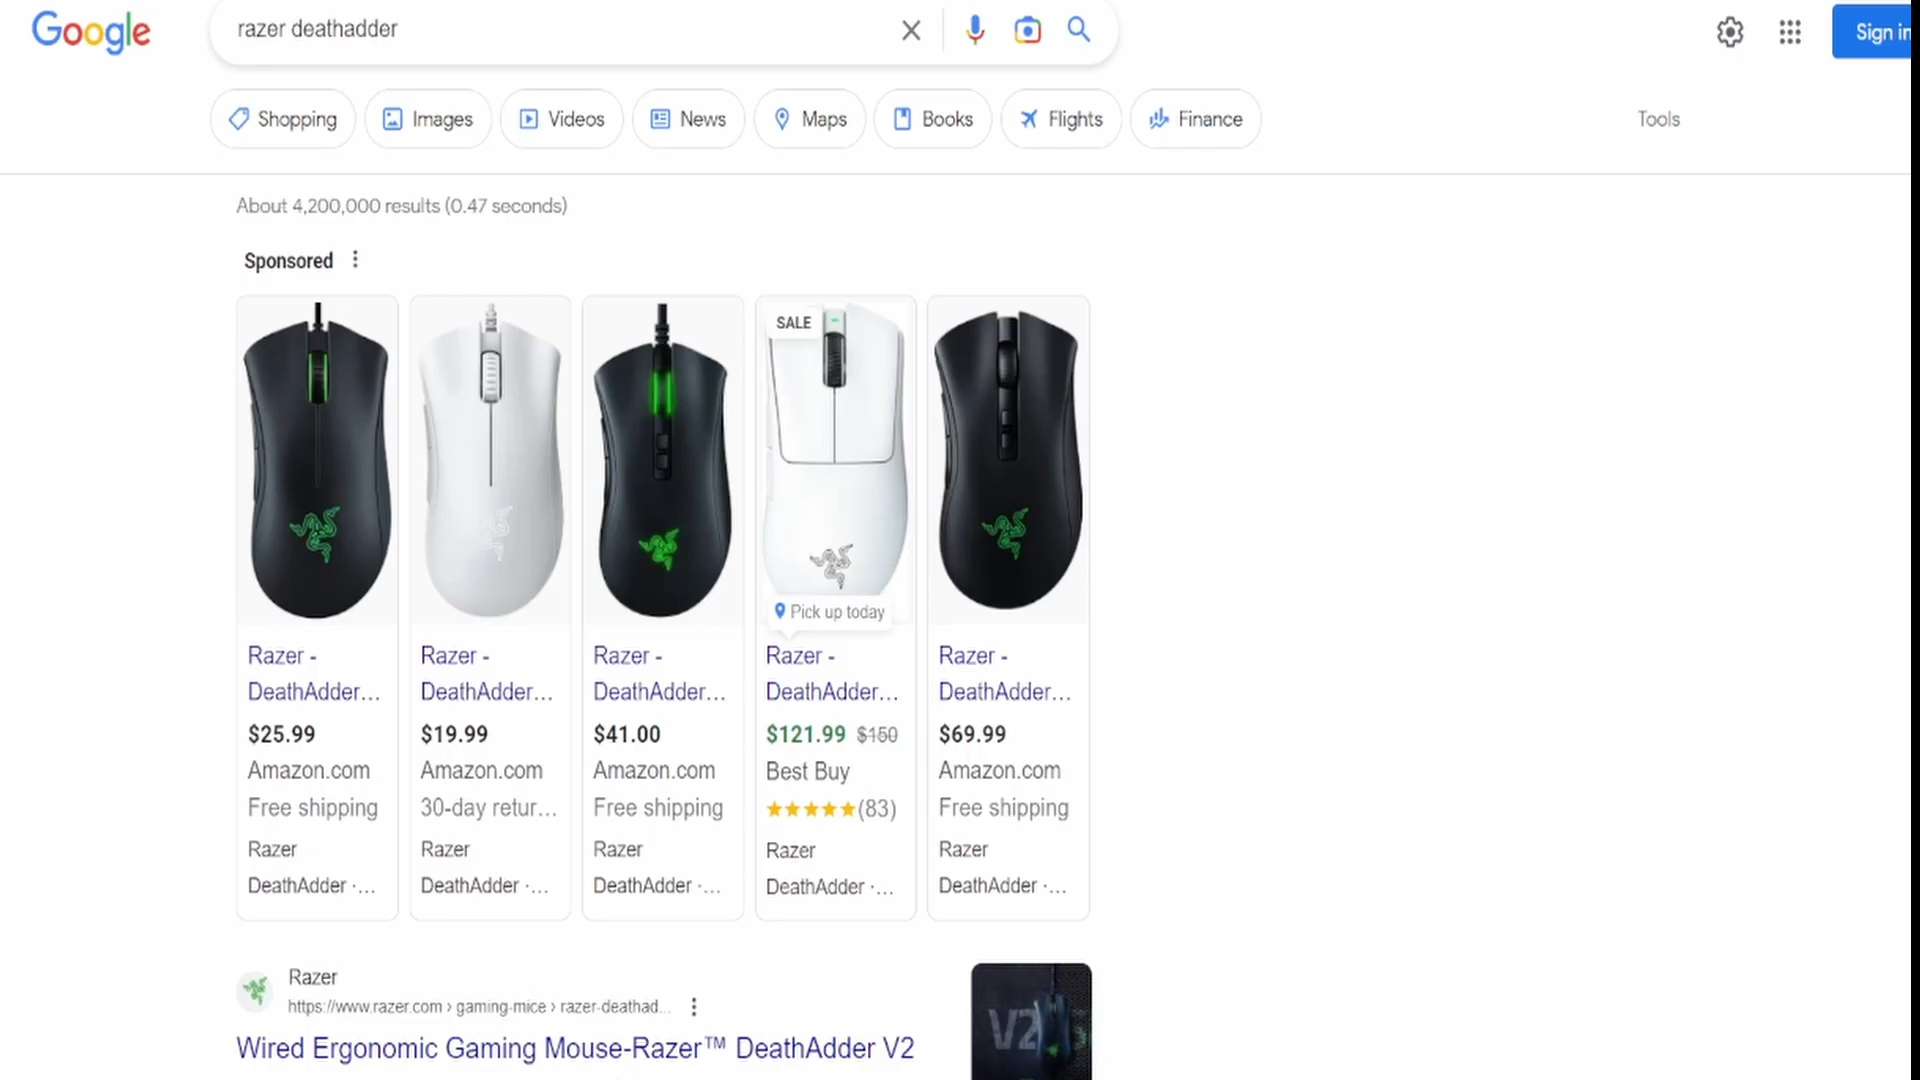 Google
razer deathadder
Sign in
Shopping
Images
Videos
News
Maps
Books
Flights
Finance
Tools
About 4,200,000 results (0.47 seconds)
Sponsored
Razer -
DeathAdder...
$25.99
Amazon.com
Free shipping
Razer
DeathAdder ·...
Razer -
DeathAdder...
$19.99
Amazon.com
30-day retur...
Razer
DeathAdder ·...
Razer -
DeathAdder...
$41.00
Amazon.com
Free shipping
Razer
DeathAdder ·...
SALE
Pick up today
Razer -
DeathAdder...
$121.99 $150
Best Buy
(83)
Razer
DeathAdder ·...
Razer -
DeathAdder...
$69.99
Amazon.com
Free shipping
Razer
DeathAdder ·...
Razer
https://www.razer.com › gaming-mice › razer-deathad...
Wired Ergonomic Gaming Mouse-Razer™ DeathAdder V2
V2